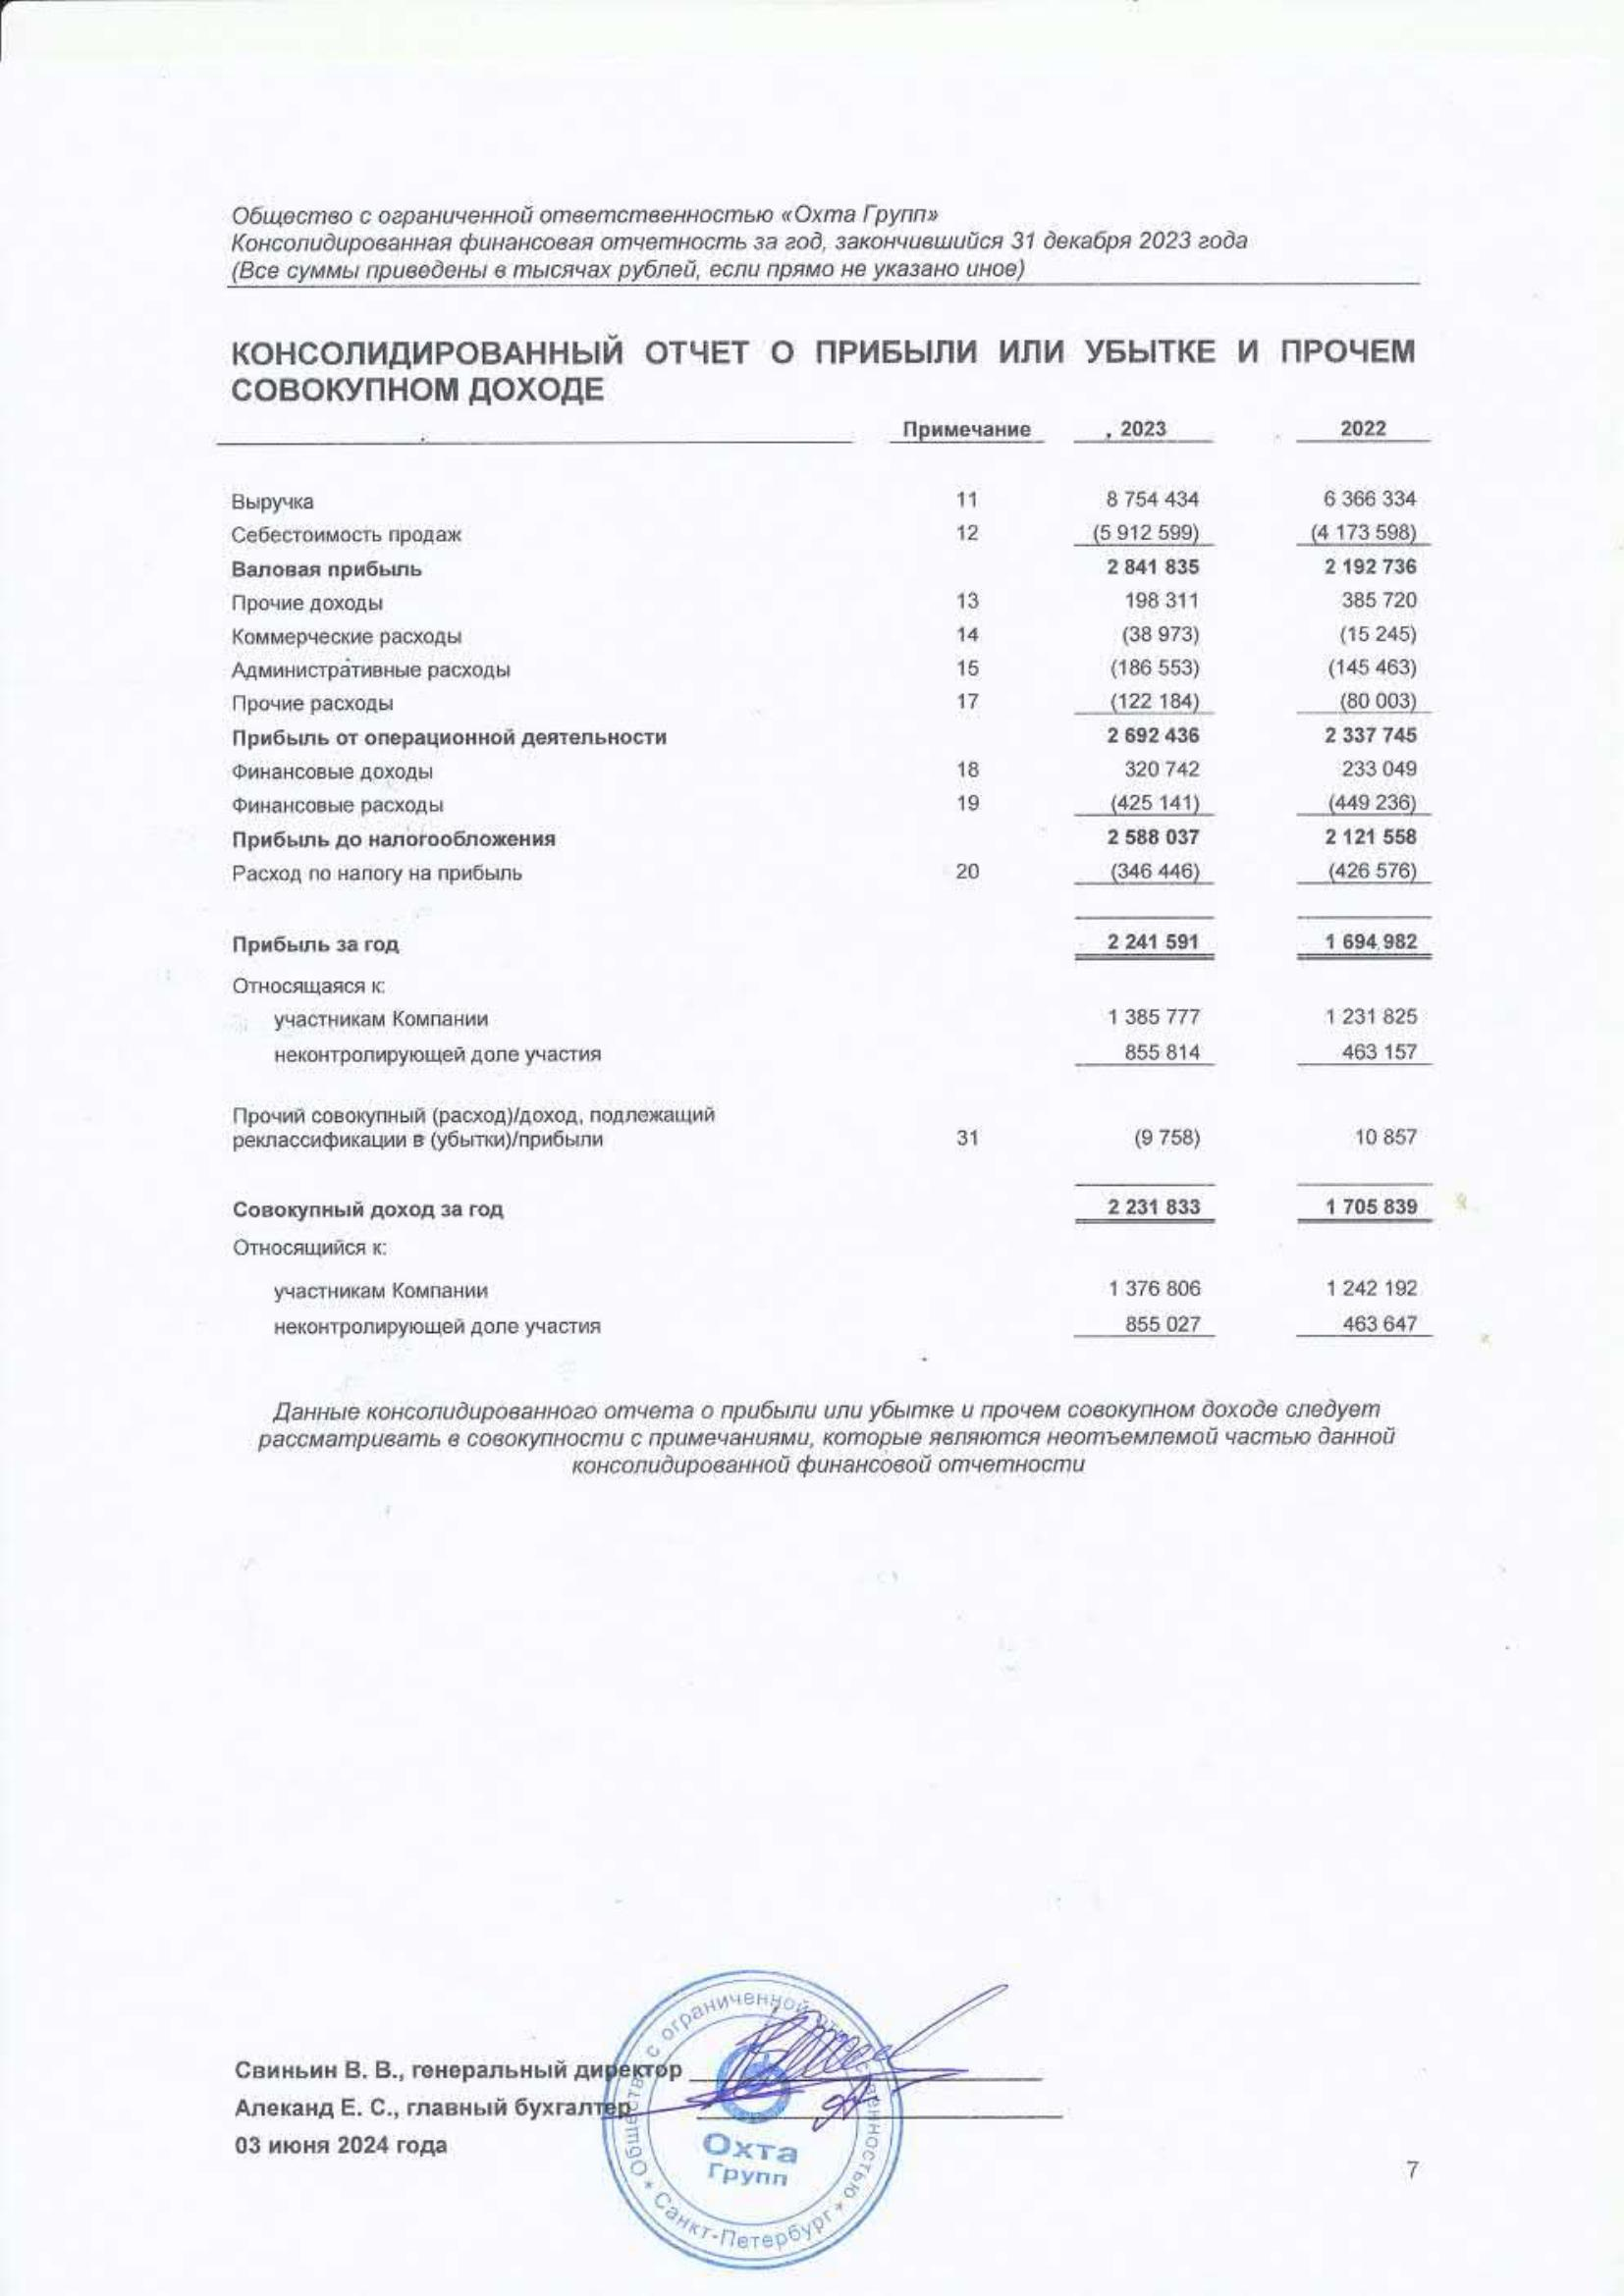 Общество с ограниченной ответственностью «Охта Групп»
Консолидированная финансовая отчетность за год, закончившийся 31 декабря 2023 года
(Все суммы приведены в тысячах рублей, если прямо не указано иное)
КОНСОЛИДИРОВАННЫЙ ОТЧЕТ О ПРИБЫЛИ ИЛИ УБЫТКЕ И ПРОЧЕМ
СОВОКУПНОМ ДОХОДЕ
Примечание 2023 2022
Выручка 11 8 754 434 6 366 334
Себестоимость продаж 12 (5 912 599) (4 173 598)
Валовая прибыль 2 841 835 2 192 736
Прочие доходы 13 198 311 385 720
Коммерческие расходы 14 (38 973) (15 245)
Административные расходы 15 (186 553) (145 463)
Прочие расходы 17 (122 184) (80 003)
Прибыль от операционной деятельности 2 692 436 2 337 745
Финансовые доходы 18 320 742 233 049
Финансовые расходы 19 (425 141) (449 236)
Прибыль до налогообложения 2 588 037 2 121 558
Расход по налогу на прибыль 20 (346 446) (426 576)
Прибыль за год 2 241 591 1 694 982
Относящаяся к:
участникам Компании 1 385 777 1 231 825
неконтролирующей доле участия 855 814 463 157
Прочий совокупный (расход)/доход, подлежащий
реклассификации в (убытки)/прибыли 31 (9 758) 10 857
Совокупный доход за год 2 231 833 1 705 839
Относящийся к:
участникам Компании 1 376 806 1 242 192
неконтролирующей доле участия 855 027 463 647
Данные консолидированного отчета о прибыли или убытке и прочем совокупном доходе следует
рассматривать в совокупности с примечаниями, которые являются неотъемлемой частью данной
консолидированной финансовой отчетности
Свиньин В. В., генеральный директор
Алеканд Е. С., главный бухгалтер
03 июня 2024 года
Общество с ограниченной ответственностью
Охта
Групп
* Санкт-Петербург *
7